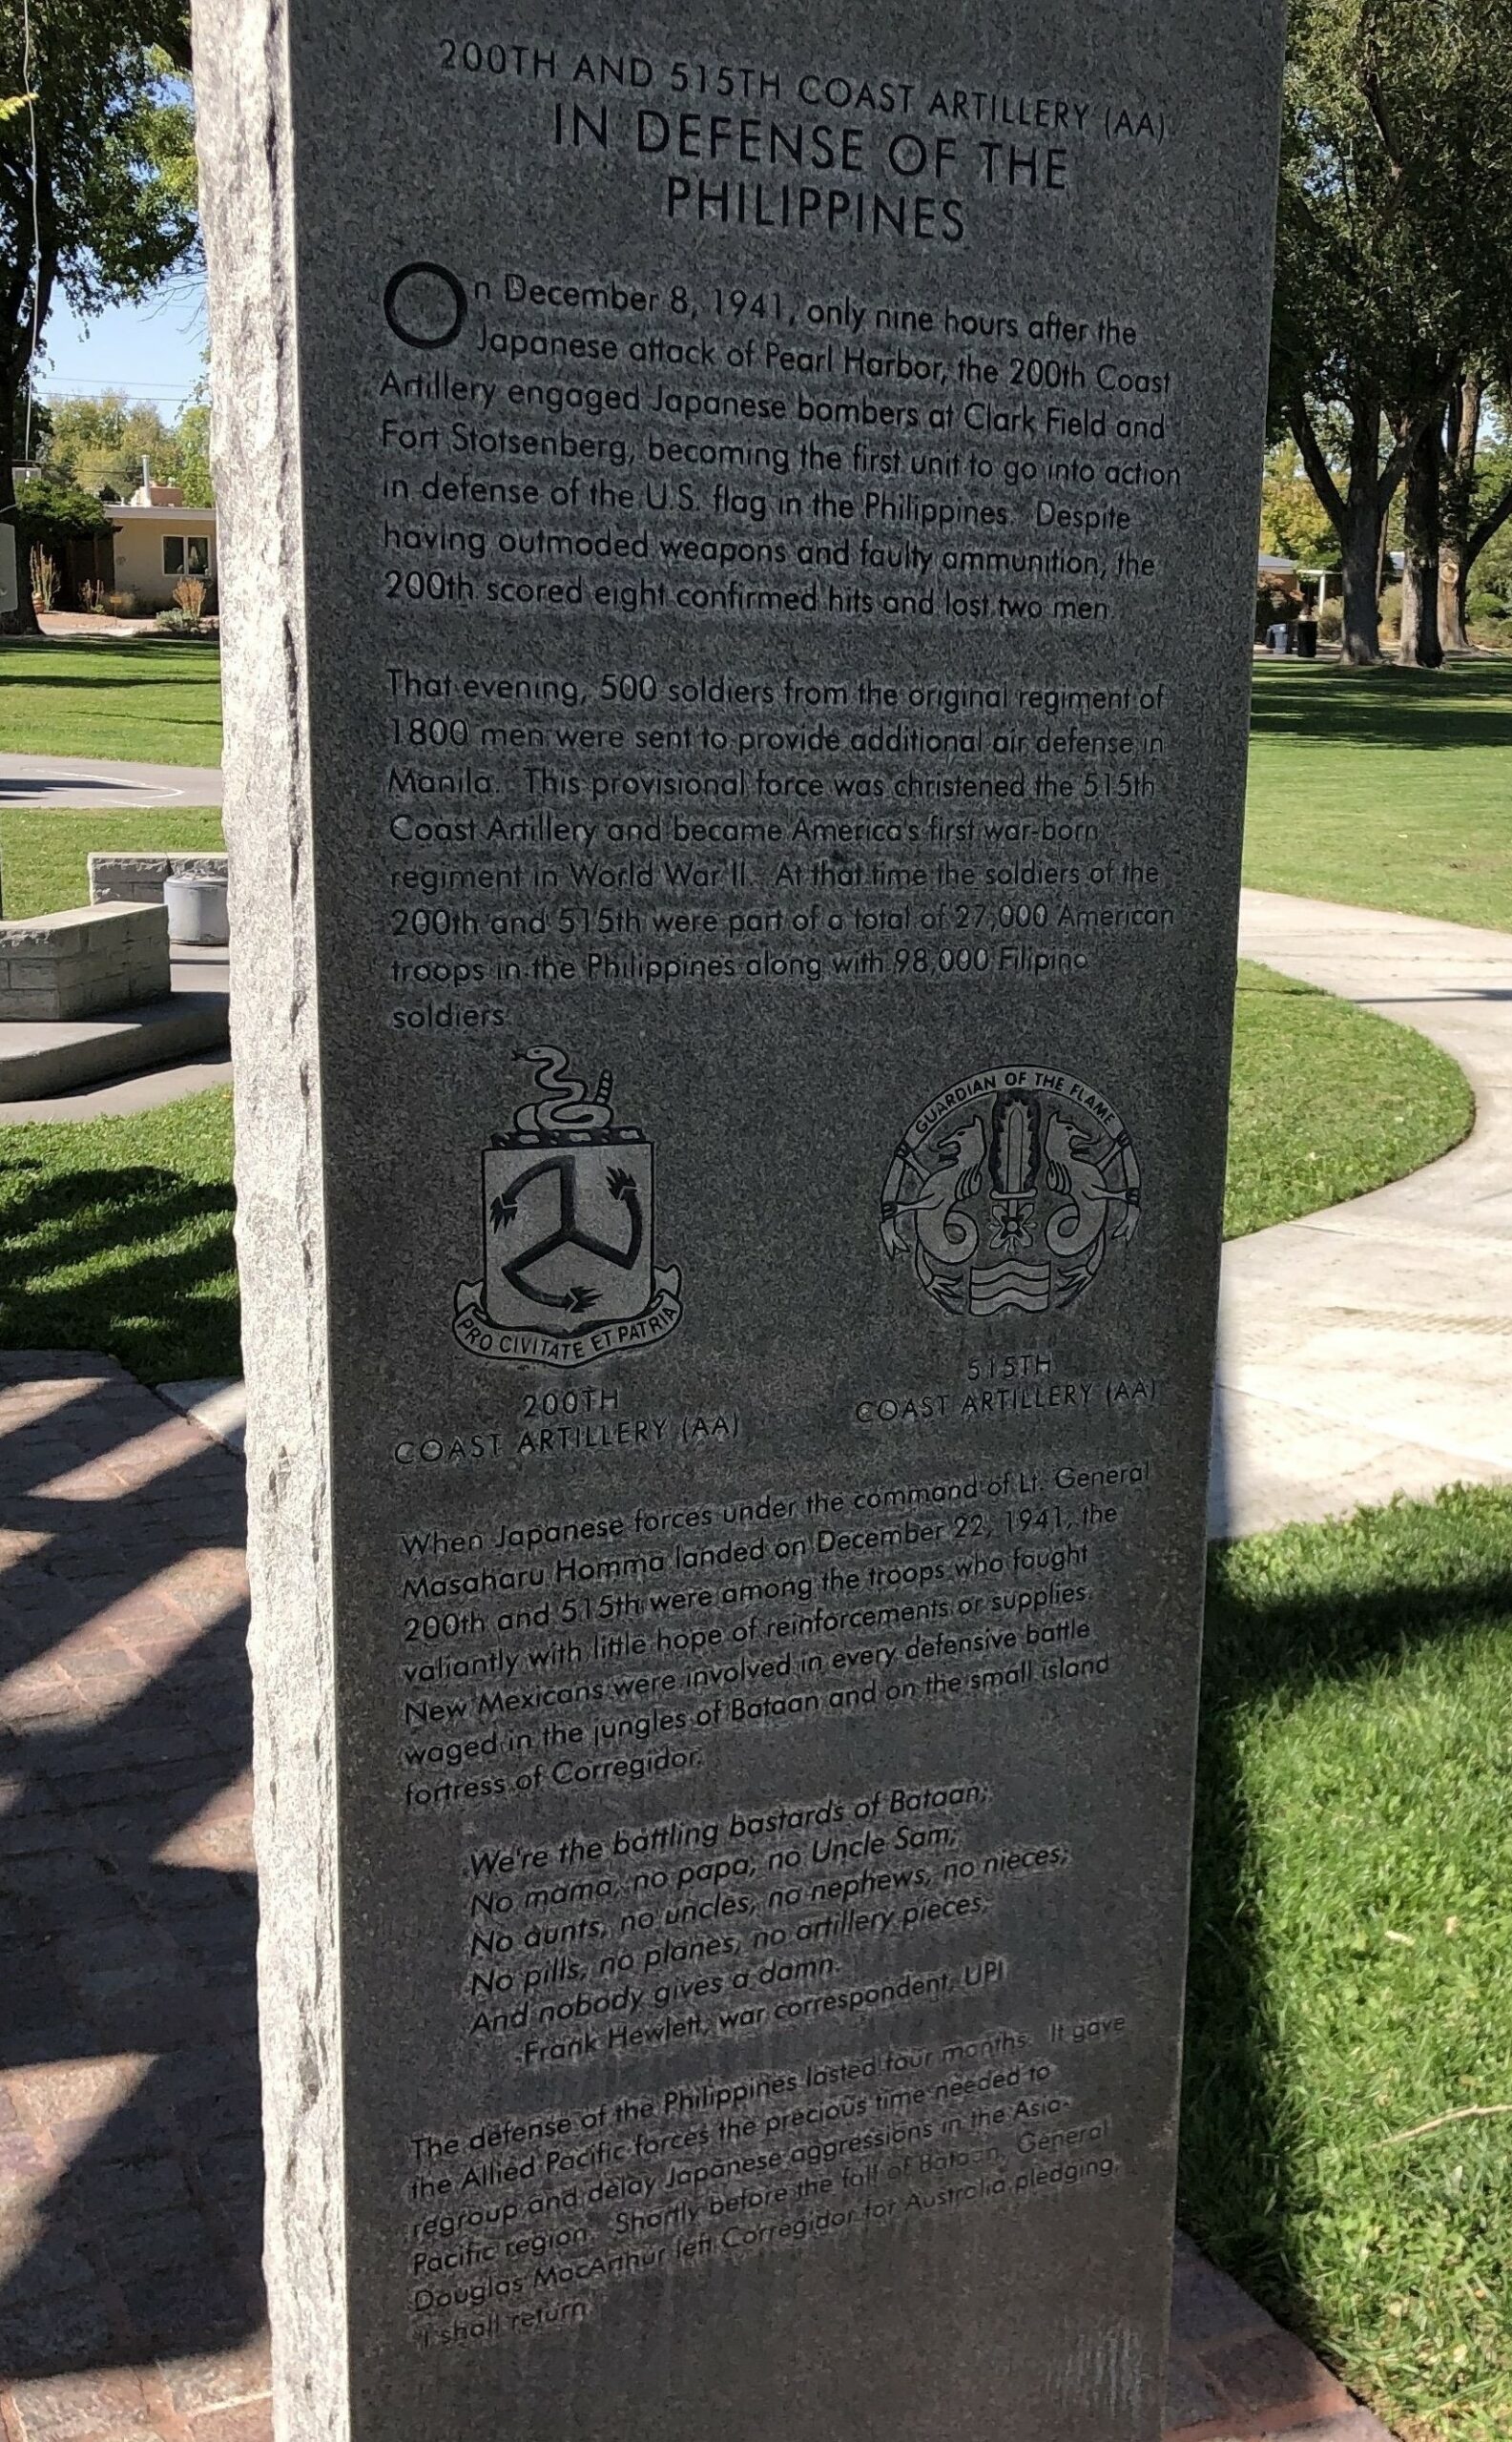 200TH AND 515TH COAST ARTILLERY (AA)
IN DEFENSE OF THE
PHILIPPINES
On December 8, 1941, only nine hours after the
Japanese attack of Pearl Harbor, the 200th Coast
Artillery engaged Japanese bombers at Clark Field and
Fort Stotsenberg, becoming the first unit to go into action
in defense of the U.S. flag in the Philippines. Despite
having outmoded weapons and faulty ammunition, the
200th scored eight confirmed hits and lost two men.
That evening, 500 soldiers from the original regiment of
1800 men were sent to provide additional air defense in
Manila. This provisional force was christened the 515th
Coast Artillery and became America's first war-born
regiment in World War II. At that time the soldiers of the
200th and 515th were part of a total of 27,000 American
troops in the Philippines along with 98,000 Filipino
soldiers.
PRO CIVITATE ET PATRIA
200TH
COAST ARTILLERY (AA)
GUARDIAN OF THE FLAME
515TH
COAST ARTILLERY (AA)
When Japanese forces under the command of Lt. General
Masaharu Homma landed on December 22, 1941, the
200th and 515th were among the troops who fought
valiantly with little hope of reinforcements or supplies.
New Mexicans were involved in every defensive battle
waged in the jungles of Bataan and on the small island
fortress of Corregidor.
We're the battling bastards of Bataan;
No mama, no papa, no Uncle Sam;
No aunts, no uncles, no nephews, no nieces;
No pills, no planes, no artillery pieces,
And nobody gives a damn.
-Frank Hewlett, war correspondent, UPI
The defense of the Philippines lasted four months. It gave
the Allied Pacific forces the precious time needed to
regroup and delay Japanese aggressions in the Asia-
Pacific region. Shortly before the fall of Bataan, General
Douglas MacArthur left Corregidor for Australia pledging,
"I shall return."